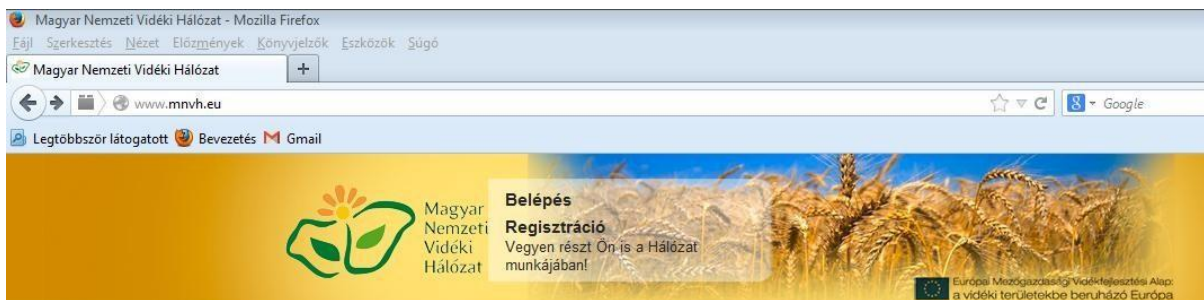 Magyar Nemzeti Vidéki Hálózat - Mozilla Firefox
Fájl Szerkesztés Nézet Előzmények Könyvjelzők Eszközök Súgó
Magyar Nemzeti Vidéki Hálózat +
www.mnvh.eu
8 Google
Legtöbbször látogatott Bevezetés Gmail
Magyar
Nemzeti
Vidéki
Hálózat
Belépés
Regisztráció
Vegyen részt Ön is a Hálózat
munkájában!
Európai Mezőgazdasági Vidékfejlesztési Alap:
a vidéki területekbe beruházó Európa